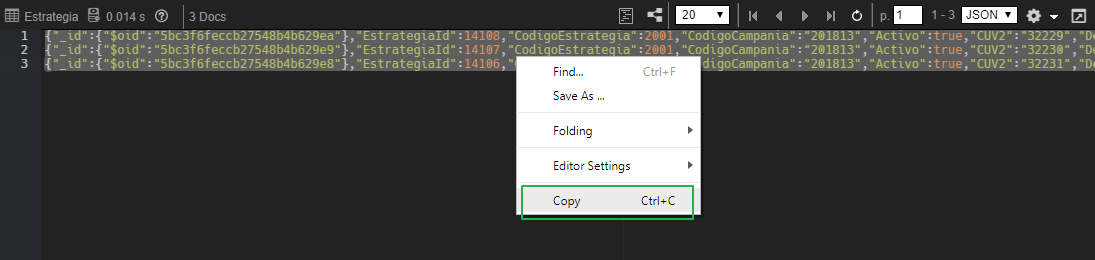 Estrategia 0.014 s 3 Docs 20 p. 1 1 - 3 JSON
1 {"_id":{"$oid":"5bc3f6feccb27548b4b629ea"},"EstrategiaId":14108,"CodigoEstrategia":2001,"CodigoCampania":"201813","Activo":true,"CUV2":"32229","De
2 {"_id":{"$oid":"5bc3f6feccb27548b4b629e9"},"EstrategiaId":14107,"CodigoEstrategia":2001,"CodigoCampania":"201813","Activo":true,"CUV2":"32230","De
3 {"_id":{"$oid":"5bc3f6feccb27548b4b629e8"},"EstrategiaId":14106, odigoCampania":"201813","Activo":true,"CUV2":"32231","De
Find... Ctrl+F
Save As ...
Folding
Editor Settings
Copy Ctrl+C